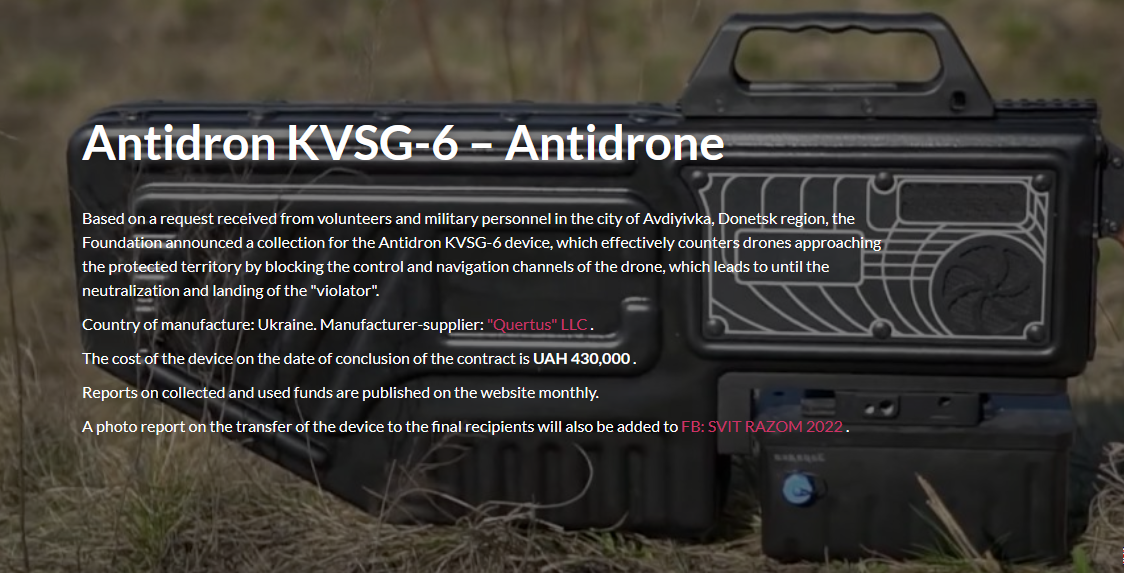 Antidron KVSG-6 – Antidrone
Based on a request received from volunteers and military personnel in the city of Avdiyivka, Donetsk region, the
Foundation announced a collection for the Antidron KVSG-6 device, which effectively counters drones approaching
the protected territory by blocking the control and navigation channels of the drone, which leads to until the
neutralization and landing of the "violator".
Country of manufacture: Ukraine. Manufacturer-supplier: "Quertus" LLC .
The cost of the device on the date of conclusion of the contract is UAH 430,000 .
Reports on collected and used funds are published on the website monthly.
A photo report on the transfer of the device to the final recipients will also be added to FB: SVIT RAZOM 2022 .